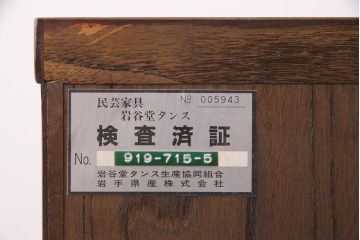 民芸家具 № 005943
岩谷堂タンス
検査済証
No. 919-715-5
岩谷堂タンス生産協同組合
岩手県産株式会社